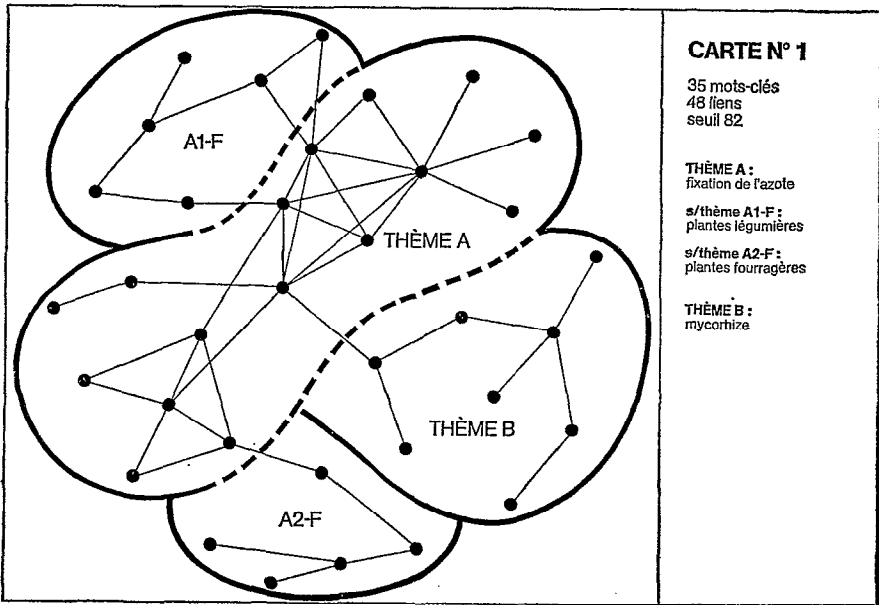 A1-F
THÈME A
THÈME B
A2-F
CARTE N° 1
35 mots-clés
48 liens
seuil 82
THÈME A :
fixation de l'azote
s/thème A1-F :
plantes légumières
s/thème A2-F :
plantes fourragères
THÈME B :
mycorhize